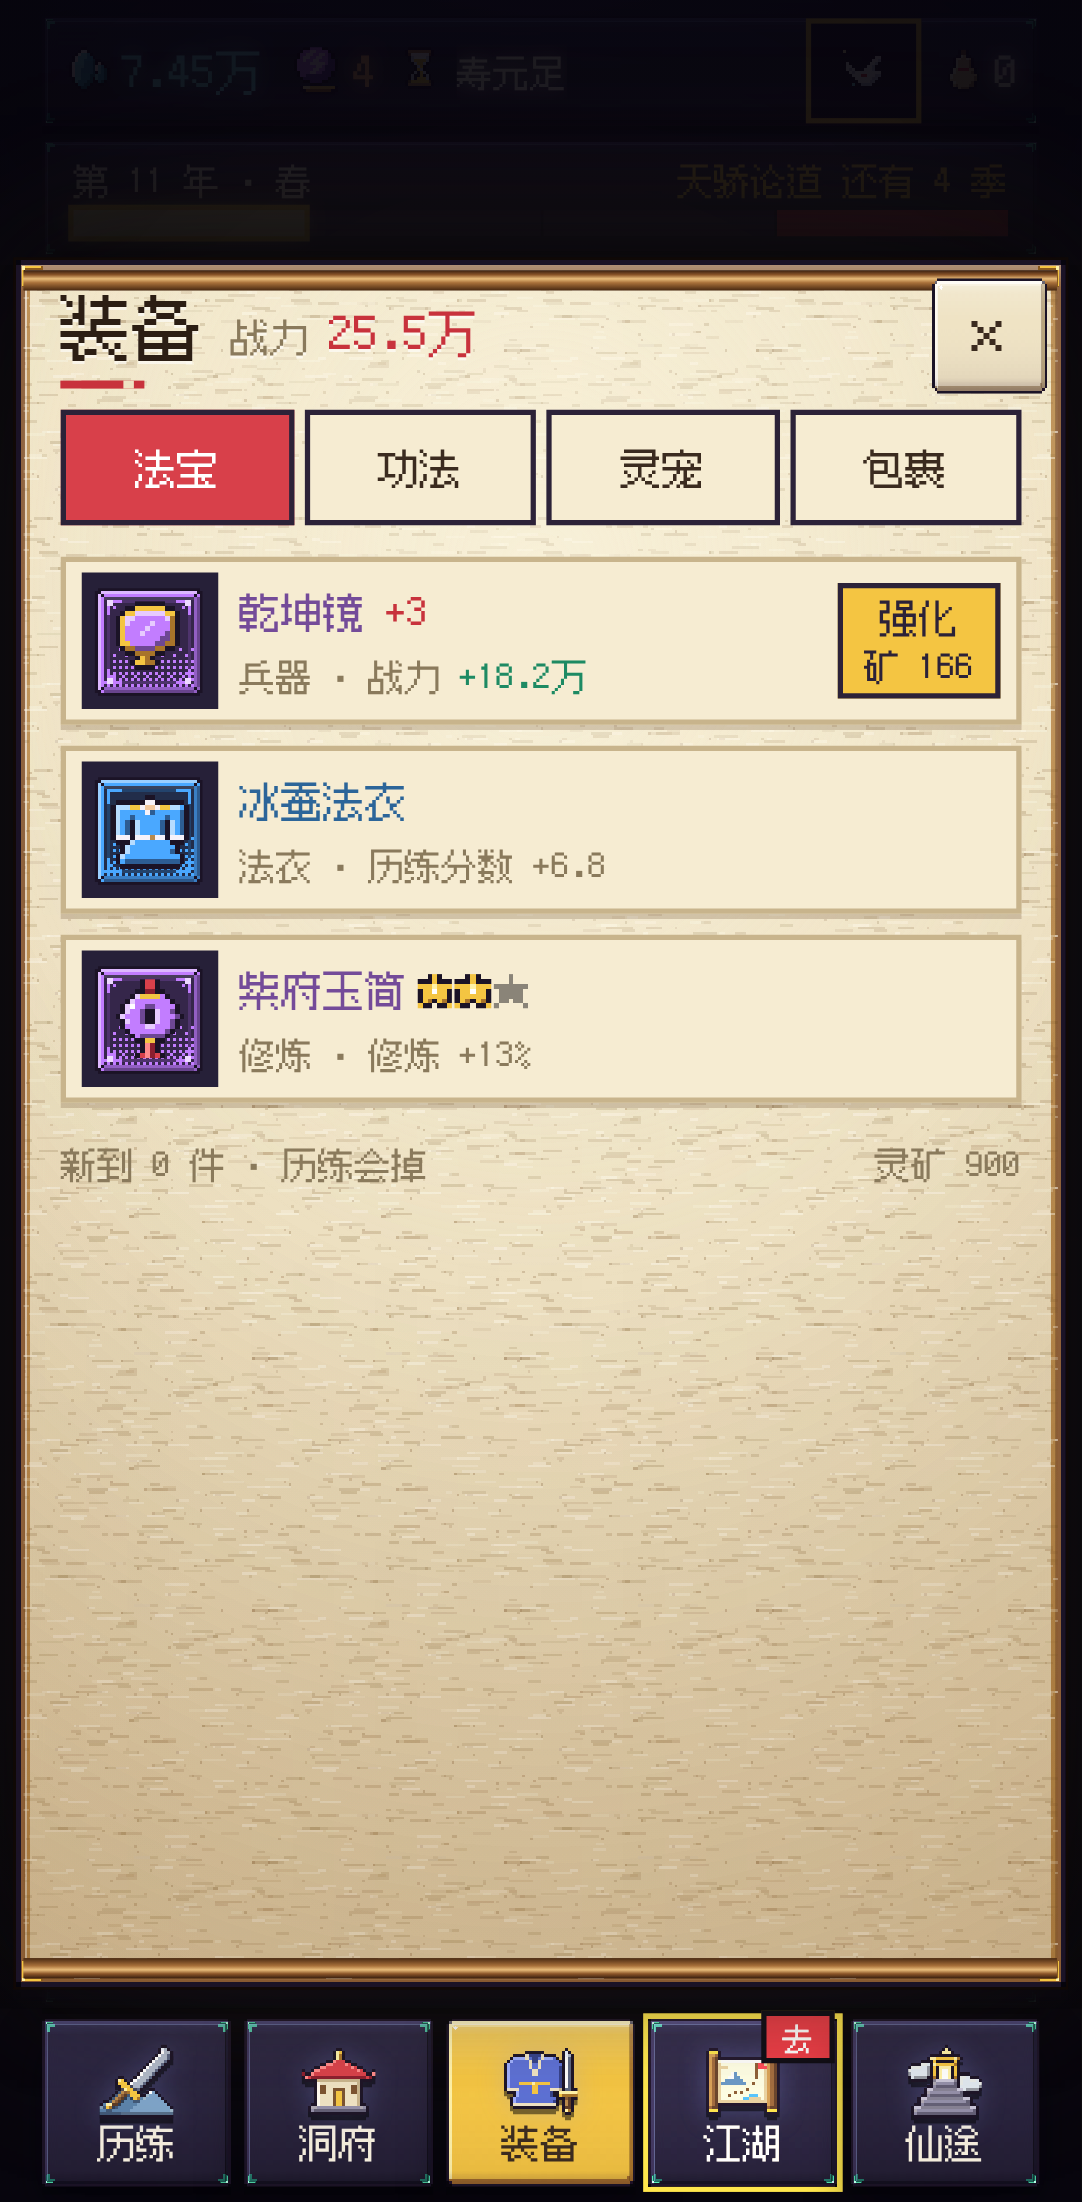 7.45万 4 寿元足 0
第 11 年 · 春 天骄论道 还有 4 季
装备 战力 25.5万 ×
法宝 功法 灵宠 包裹
乾坤镜 +3
兵器 · 战力 +18.2万
强化
矿 166
冰蚕法衣
法衣 · 历练分数 +6.8
紫府玉简
修炼 · 修炼 +13%
新到 0 件 · 历练会掉 灵矿 900
去
历练 洞府 装备 江湖 仙途